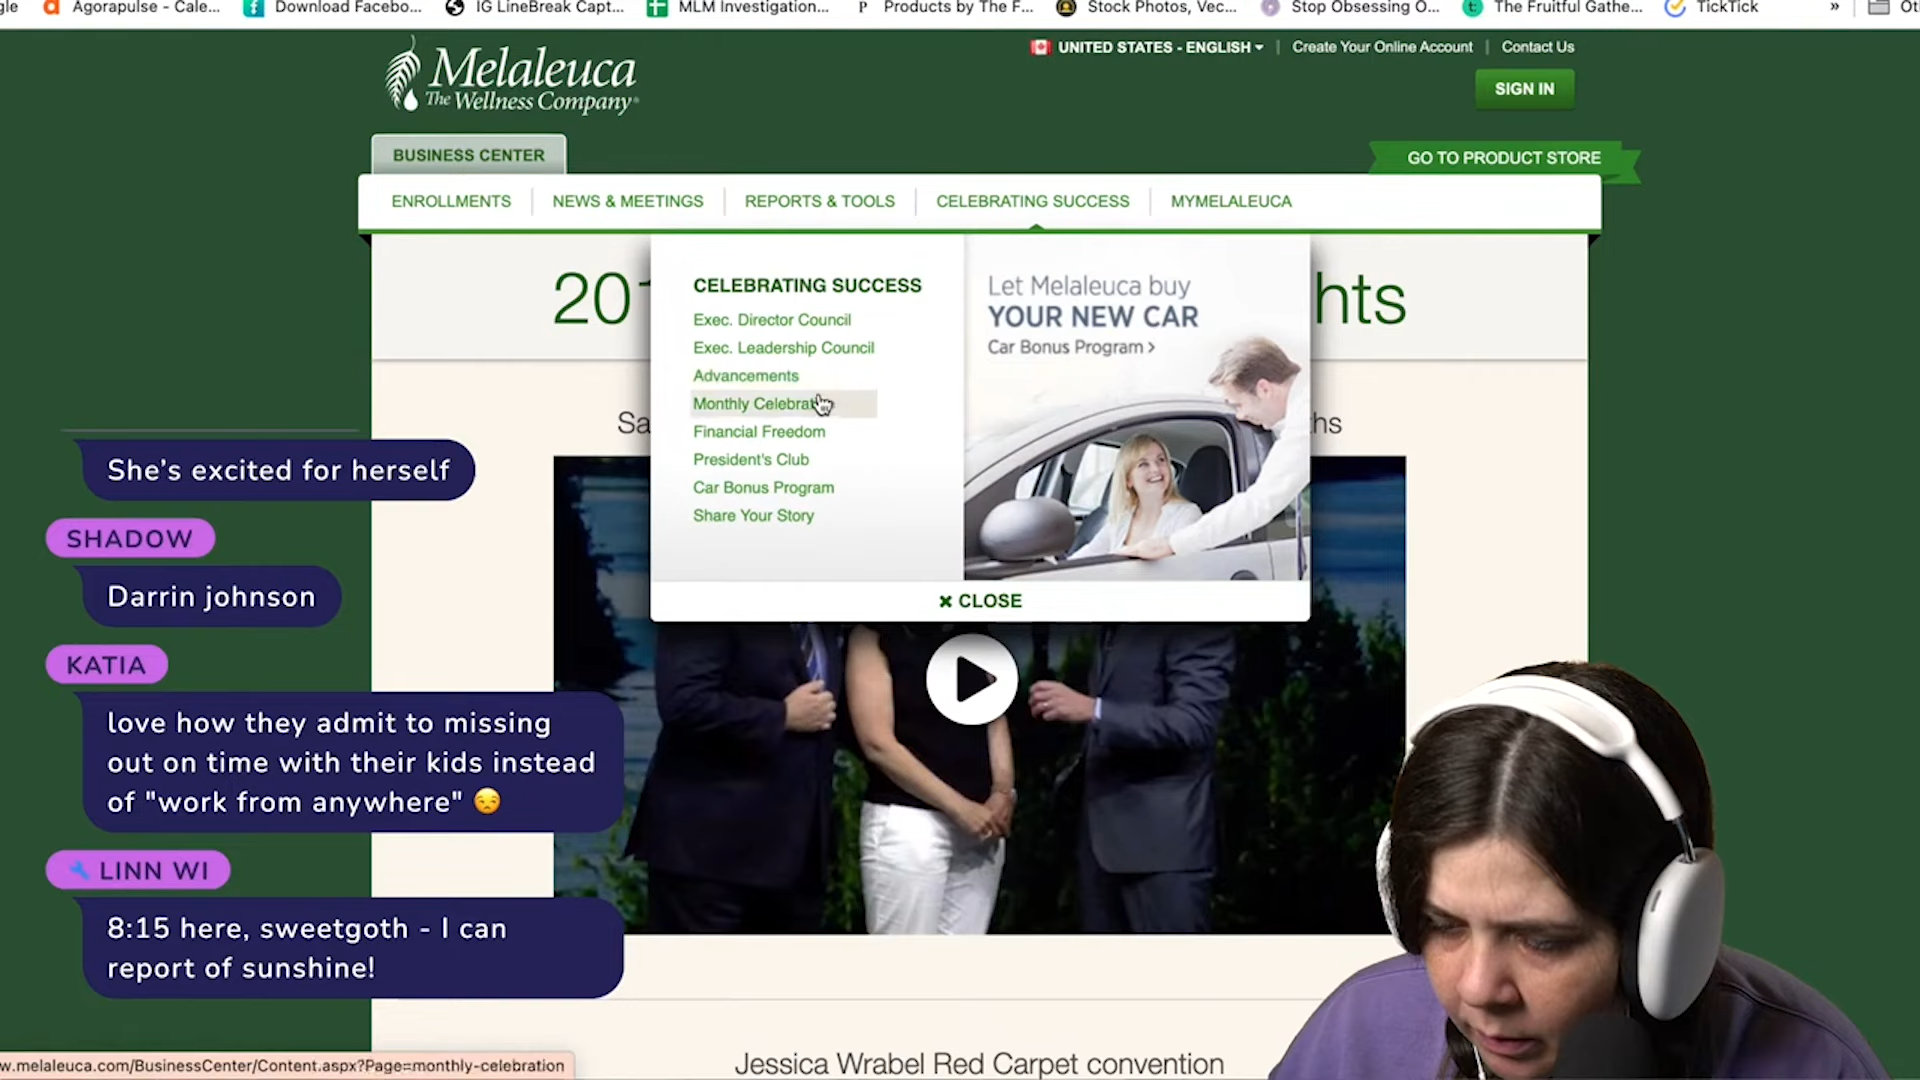 Agorapulse - Cale...
Download Facebo...
IG LineBreak Capt...
MLM Investigation...
Products by The F...
Stock Photos, Vec...
Stop Obsessing O...
The Fruitful Gathe...
TickTick
»
Melaleuca
The Wellness Company
UNITED STATES - ENGLISH
Create Your Online Account
Contact Us
SIGN IN
BUSINESS CENTER
GO TO PRODUCT STORE
ENROLLMENTS
NEWS & MEETINGS
REPORTS & TOOLS
CELEBRATING SUCCESS
MYMELALEUCA
CELEBRATING SUCCESS
Exec. Director Council
Exec. Leadership Council
Advancements
Monthly Celebrat
Financial Freedom
President's Club
Car Bonus Program
Share Your Story
Let Melaleuca buy
YOUR NEW CAR
Car Bonus Program >
CLOSE
She's excited for herself
SHADOW
Darrin johnson
KATIA
love how they admit to missing
out on time with their kids instead
of "work from anywhere" 😒
LINN WI
8:15 here, sweetgoth - I can
report of sunshine!
Jessica Wrabel Red Carpet convention
w.melaleuca.com/BusinessCenter/Content.aspx?Page=monthly-celebration